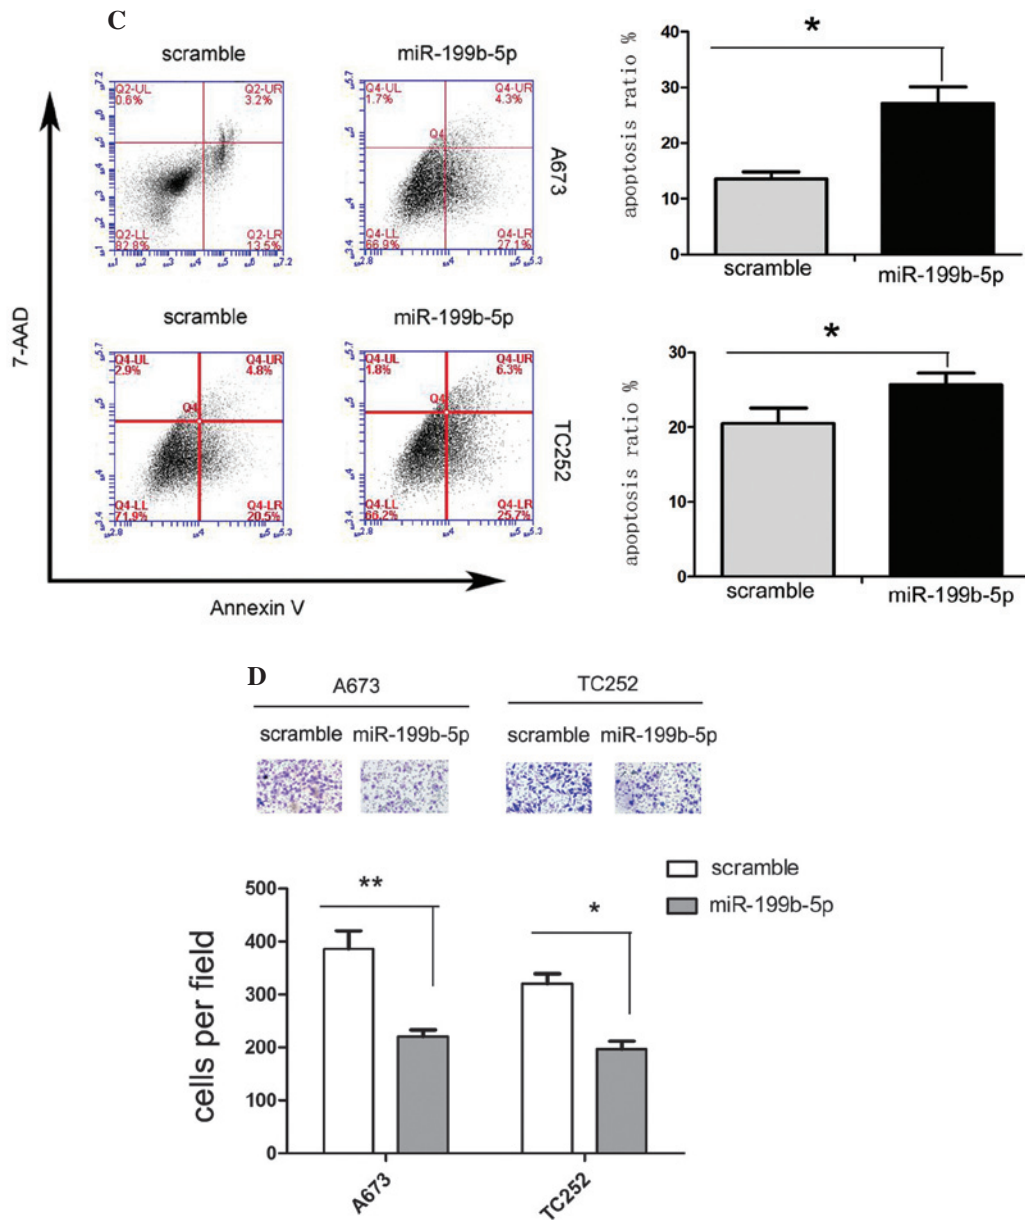 C
scramble
miR-199b-5p
Q2-UL
0.6%
Q2-UR
3.2%
Q2-LL
82.8%
Q2-LR
13.5%
Q4-UL
1.7%
Q4-UR
4.3%
Q4
Q4-LL
66.9%
Q4-LR
27.1%
A673
scramble
miR-199b-5p
Q4-UL
2.9%
Q4-UR
4.8%
Q4
Q4-LL
71.9%
Q4-LR
20.5%
Q4-UL
1.8%
Q4-UR
6.3%
Q4
Q4-LL
66.2%
Q4-LR
25.7%
TC252
7-AAD
Annexin V
apoptosis ratio %
40
30
20
10
0
*
scramble
miR-199b-5p
apoptosis ratio %
30
20
10
0
*
scramble
miR-199b-5p
D
A673
TC252
scramble miR-199b-5p
scramble miR-199b-5p
scramble
miR-199b-5p
cells per field
500
400
300
200
100
0
**
*
A673
TC252